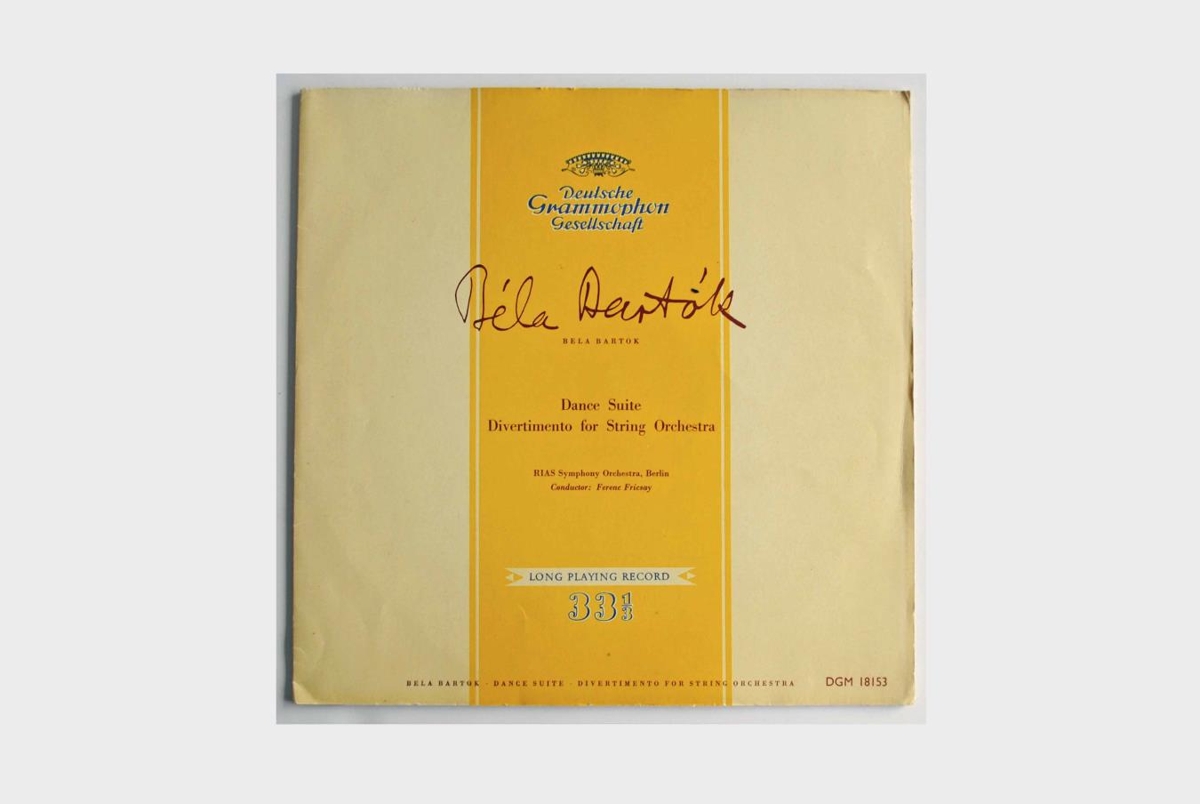 Deutsche
Grammophon
Gesellschaft
Béla Bartók
BELA BARTOK
Dance Suite
Divertimento for String Orchestra
RIAS Symphony Orchestra, Berlin
Conductor: Ferenc Fricsay
LONG PLAYING RECORD
33⅓
BELA BARTOK · DANCE SUITE · DIVERTIMENTO FOR STRING ORCHESTRA DGM 18153